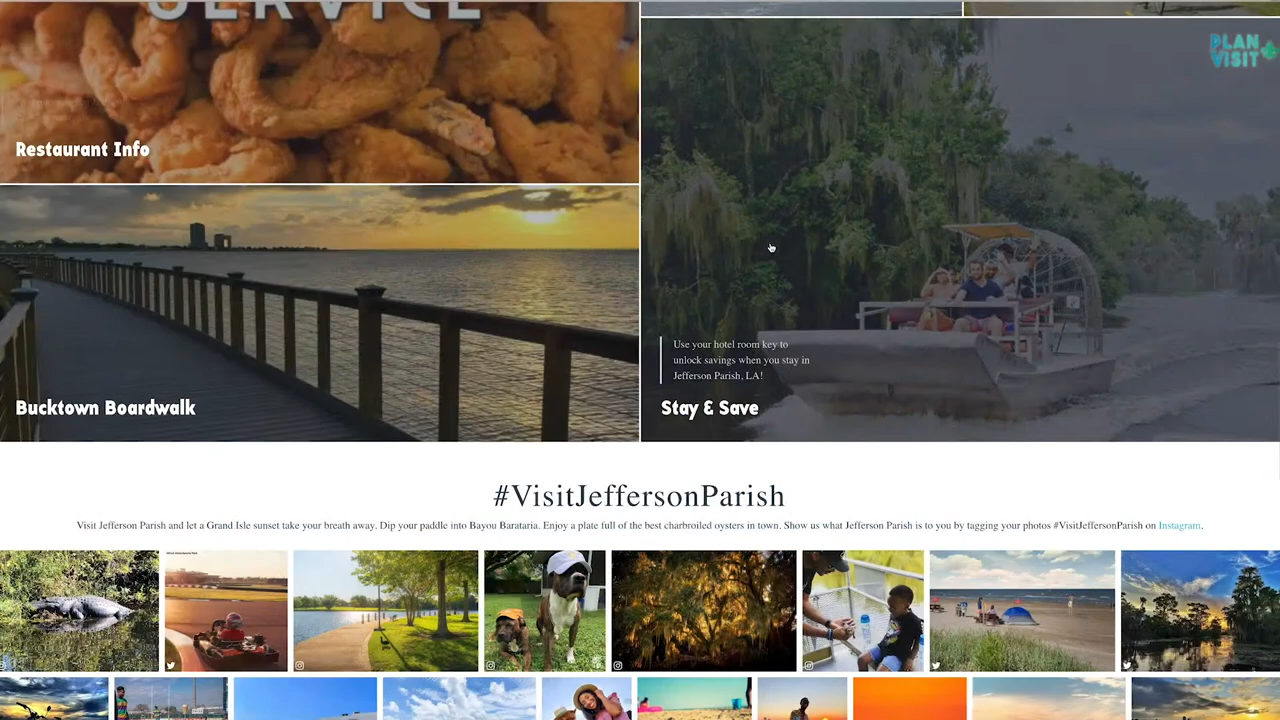 SERVICE
PLAN
VISIT
Restaurant Info
Use your hotel room key to
unlock savings when you stay in
Jefferson Parish, LA!
Bucktown Boardwalk
Stay & Save
#VisitJeffersonParish
Visit Jefferson Parish and let a Grand Isle sunset take your breath away. Dip your paddle into Bayou Barataria. Enjoy a plate full of the best charbroiled oysters in town. Show us what Jefferson Parish is to you by tagging your photos #VisitJeffersonParish on Instagram.